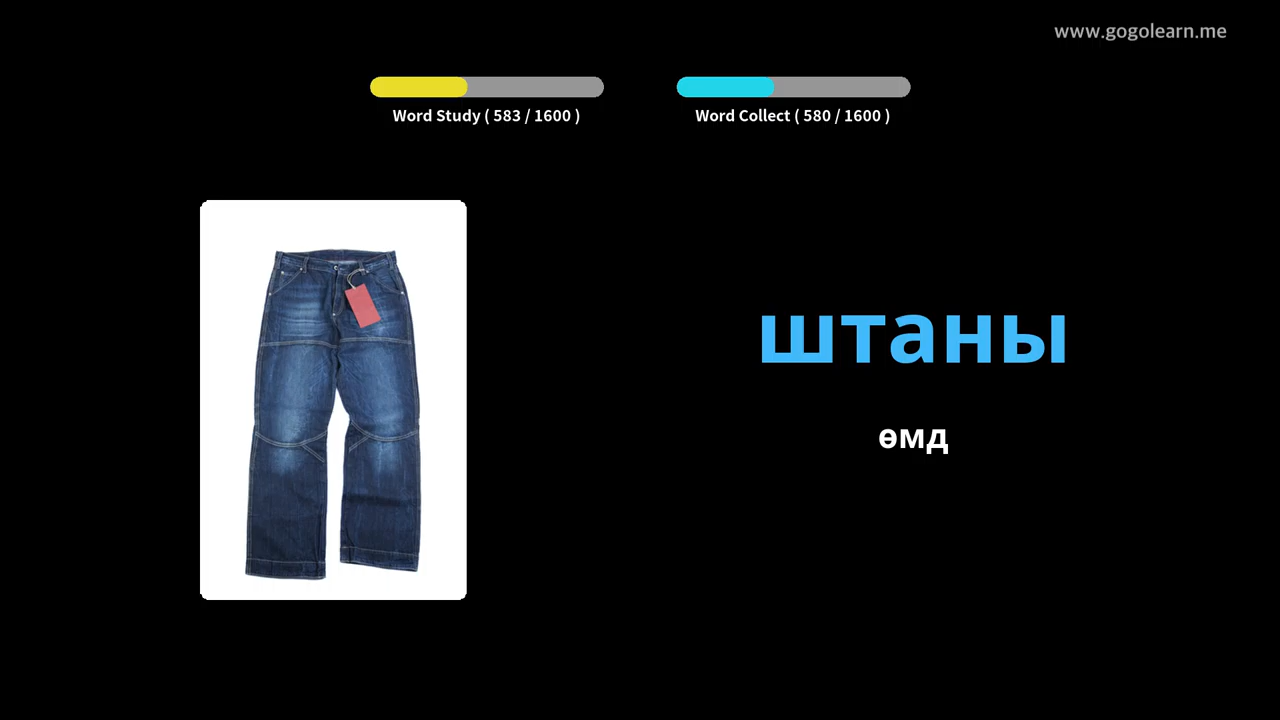 www.gogolearn.me
Word Study ( 583 / 1600 )
Word Collect ( 580 / 1600 )
штаны
өмд